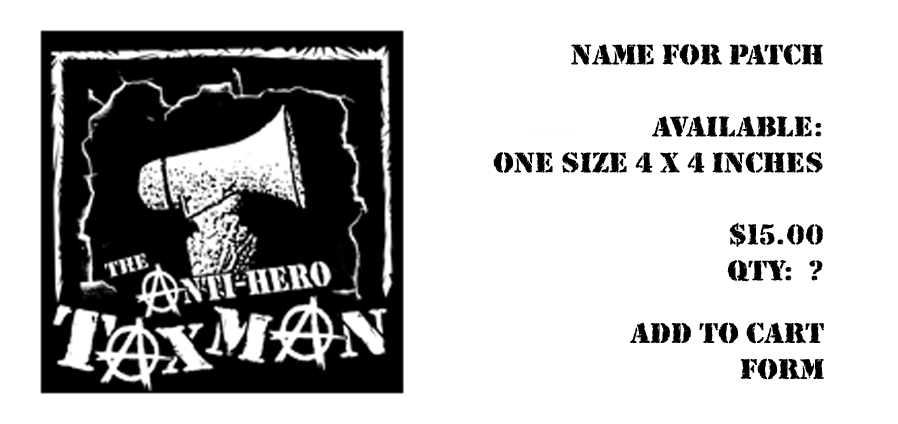 THE
ANTI-HERO
TAXMAN
NAME FOR PATCH
AVAILABLE:
ONE SIZE 4 X 4 INCHES
$15.00
QTY: ?
ADD TO CART
FORM